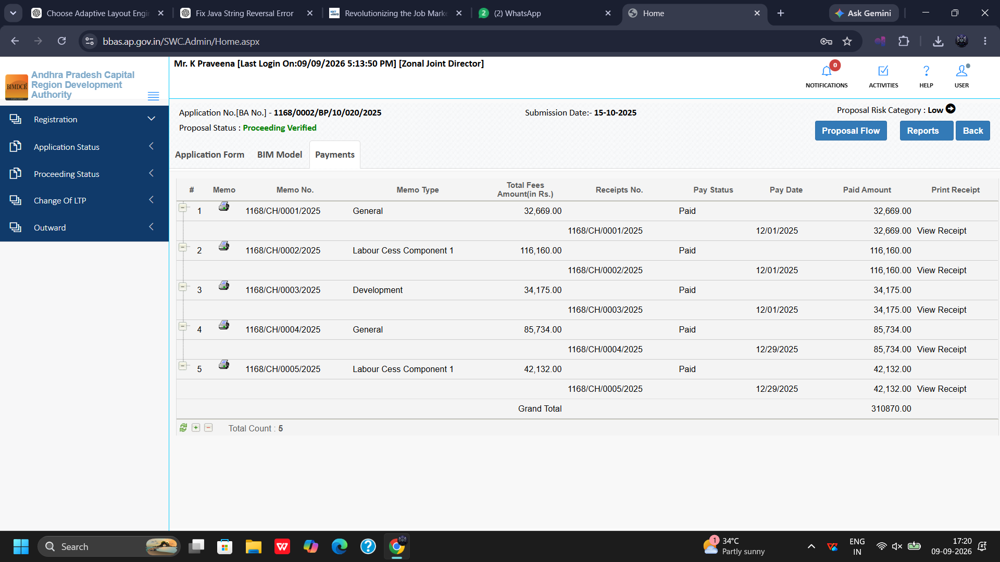 Choose Adaptive Layout Engi
Fix Java String Reversal Error
Revolutionizing the Job Marke
2
(2) WhatsApp
Home
Ask Gemini
bbas.ap.gov.in/SWC.Admin/Home.aspx
BIMDCR
Andhra Pradesh Capital
Region Development
Authority
Mr. K Praveena [Last Login On:09/09/2026 5:13:50 PM] [Zonal Joint Director]
0
NOTIFICATIONS
ACTIVITIES
HELP
USER
Registration
Application Status
Proceeding Status
Change Of LTP
Outward
Application No.[BA No.] - 1168/0002/BP/10/020/2025
Submission Date:- 15-10-2025
Proposal Risk Category : Low
Proposal Status : Proceeding Verified
Proposal Flow
Reports
Back
Application Form
BIM Model
Payments
# Memo Memo No. Memo Type Total Fees Amount(in Rs.) Receipts No. Pay Status Pay Date Paid Amount Print Receipt
1 1168/CH/0001/2025 General 32,669.00 Paid 32,669.00
1168/CH/0001/2025 12/01/2025 32,669.00 View Receipt
2 1168/CH/0002/2025 Labour Cess Component 1 116,160.00 Paid 116,160.00
1168/CH/0002/2025 12/01/2025 116,160.00 View Receipt
3 1168/CH/0003/2025 Development 34,175.00 Paid 34,175.00
1168/CH/0003/2025 12/01/2025 34,175.00 View Receipt
4 1168/CH/0004/2025 General 85,734.00 Paid 85,734.00
1168/CH/0004/2025 12/29/2025 85,734.00 View Receipt
5 1168/CH/0005/2025 Labour Cess Component 1 42,132.00 Paid 42,132.00
1168/CH/0005/2025 12/29/2025 42,132.00 View Receipt
Grand Total 310870.00
Total Count : 5
Search
1
34°C
Partly sunny
ENG
IN
17:20
09-09-2026